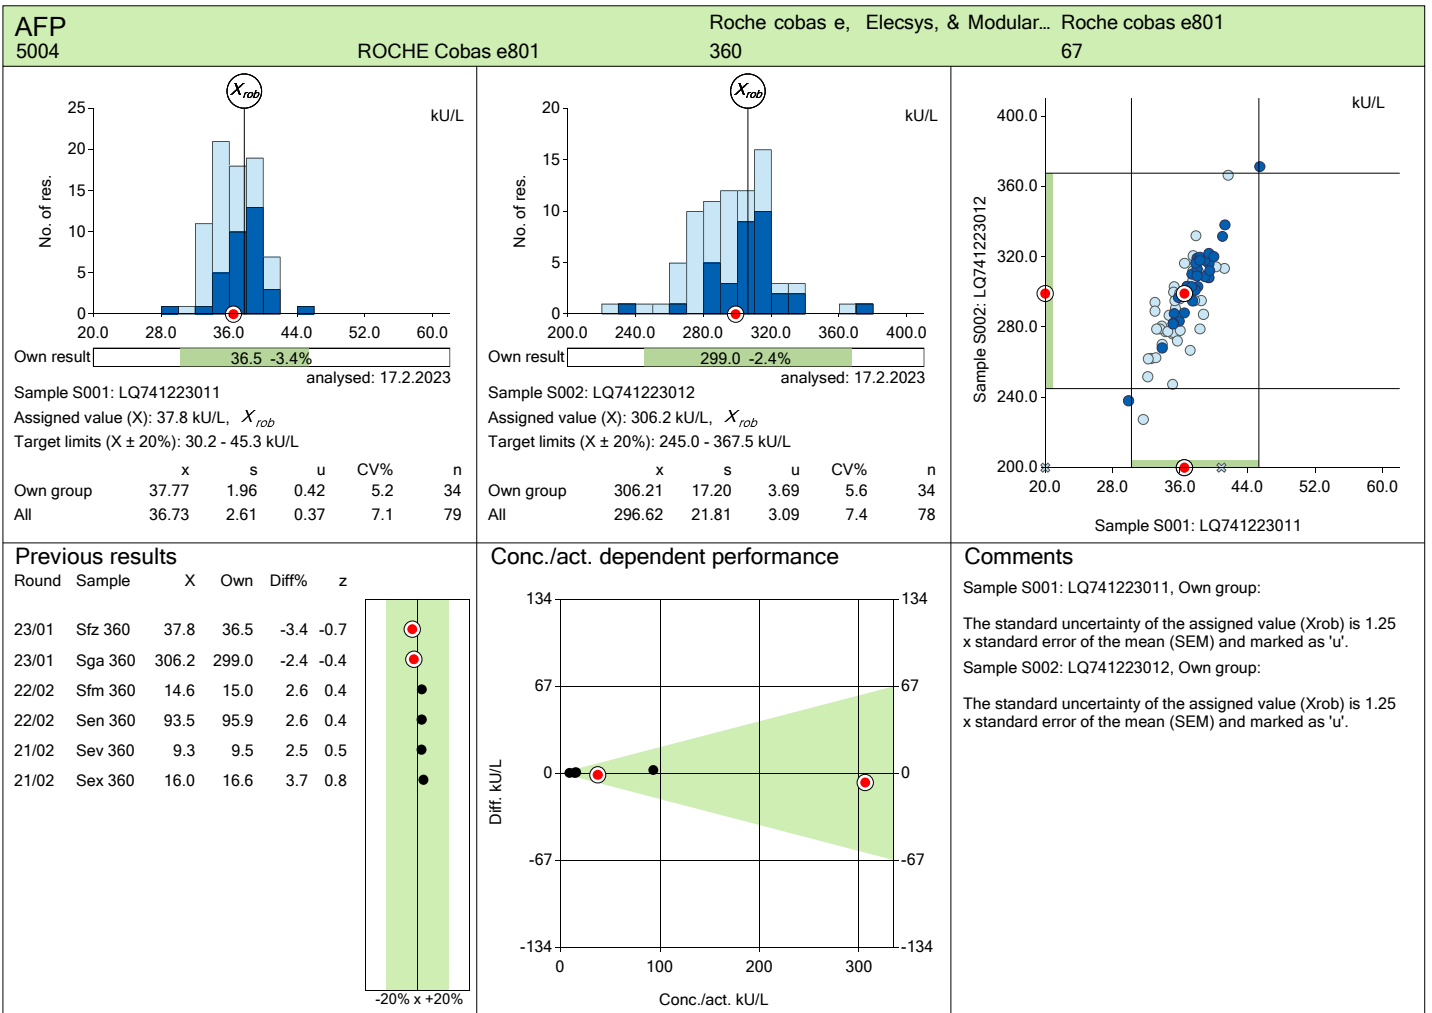 AFP
Roche cobas e, Elecsys, & Modular... Roche cobas e801
5004 ROCHE Cobas e801 360 67
X rob
kU/L
No. of res.
25
20
15
10
5
0
20.0 28.0 36.0 44.0 52.0 60.0
Own result 36.5 -3.4%
analysed: 17.2.2023
Sample S001: LQ741223011
Assigned value (X): 37.8 kU/L, X rob
Target limits (X ± 20%): 30.2 - 45.3 kU/L
x s u CV% n
Own group 37.77 1.96 0.42 5.2 34
All 36.73 2.61 0.37 7.1 79
X rob
kU/L
No. of res.
20
15
10
5
0
200.0 240.0 280.0 320.0 360.0 400.0
Own result 299.0 -2.4%
analysed: 17.2.2023
Sample S002: LQ741223012
Assigned value (X): 306.2 kU/L, X rob
Target limits (X ± 20%): 245.0 - 367.5 kU/L
x s u CV% n
Own group 306.21 17.20 3.69 5.6 34
All 296.62 21.81 3.09 7.4 78
kU/L
Sample S002: LQ741223012
400.0
360.0
320.0
280.0
240.0
200.0
20.0 28.0 36.0 44.0 52.0 60.0
Sample S001: LQ741223011
Previous results
Round Sample X Own Diff% z
23/01 Sfz 360 37.8 36.5 -3.4 -0.7
23/01 Sga 360 306.2 299.0 -2.4 -0.4
22/02 Sfm 360 14.6 15.0 2.6 0.4
22/02 Sen 360 93.5 95.9 2.6 0.4
21/02 Sev 360 9.3 9.5 2.5 0.5
21/02 Sex 360 16.0 16.6 3.7 0.8
-20% x +20%
Conc./act. dependent performance
134 134
67 67
0 0
-67 -67
-134 -134
Diff. kU/L
0 100 200 300
Conc./act. kU/L
Comments
Sample S001: LQ741223011, Own group:
The standard uncertainty of the assigned value (Xrob) is 1.25
x standard error of the mean (SEM) and marked as 'u'.
Sample S002: LQ741223012, Own group:
The standard uncertainty of the assigned value (Xrob) is 1.25
x standard error of the mean (SEM) and marked as 'u'.